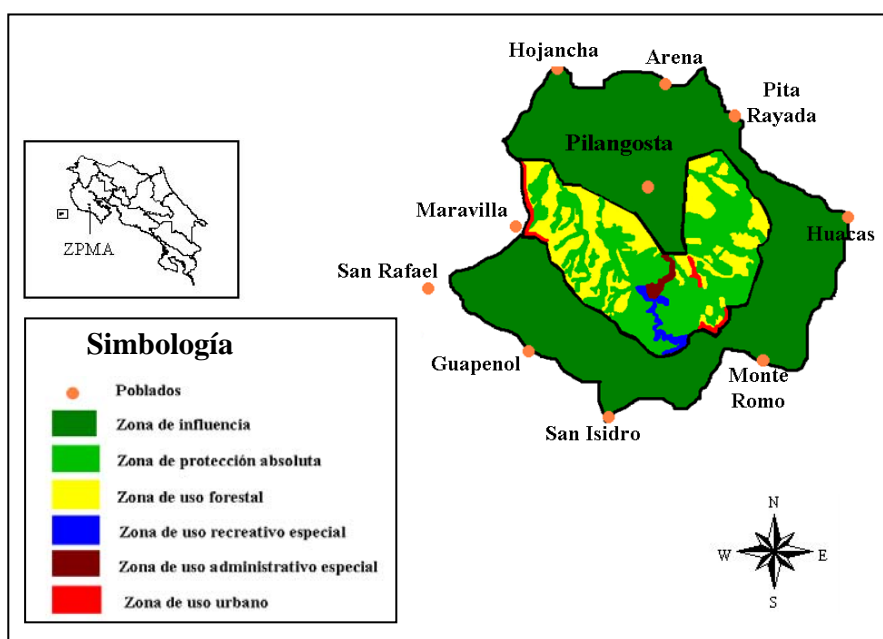 Hojancha
Arena
Pita
Rayada
Pilangosta
Maravilla
Huacas
San Rafael
Guapenol
Monte
Romo
San Isidro
ZPMA
Simbología
Poblados
Zona de influencia
Zona de protección absoluta
Zona de uso forestal
Zona de uso recreativo especial
Zona de uso administrativo especial
Zona de uso urbano
N
W
E
S